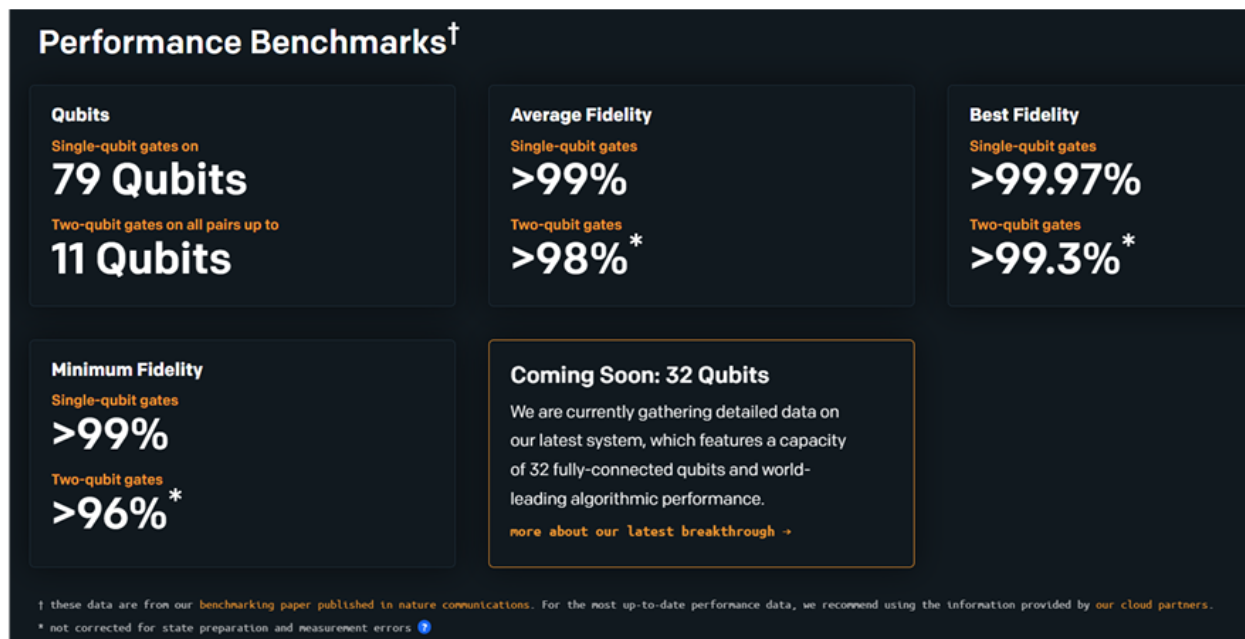 Performance Benchmarks†
Qubits
Single-qubit gates on
79 Qubits
Two-qubit gates on all pairs up to
11 Qubits
Average Fidelity
Single-qubit gates
>99%
Two-qubit gates
>98%*
Best Fidelity
Single-qubit gates
>99.97%
Two-qubit gates
>99.3%*
Minimum Fidelity
Single-qubit gates
>99%
Two-qubit gates
>96%*
Coming Soon: 32 Qubits
We are currently gathering detailed data on
our latest system, which features a capacity
of 32 fully-connected qubits and world-
leading algorithmic performance.
more about our latest breakthrough →
† these data are from our benchmarking paper published in nature communications. For the most up-to-date performance data, we recommend using the information provided by our cloud partners.
* not corrected for state preparation and measurement errors ?